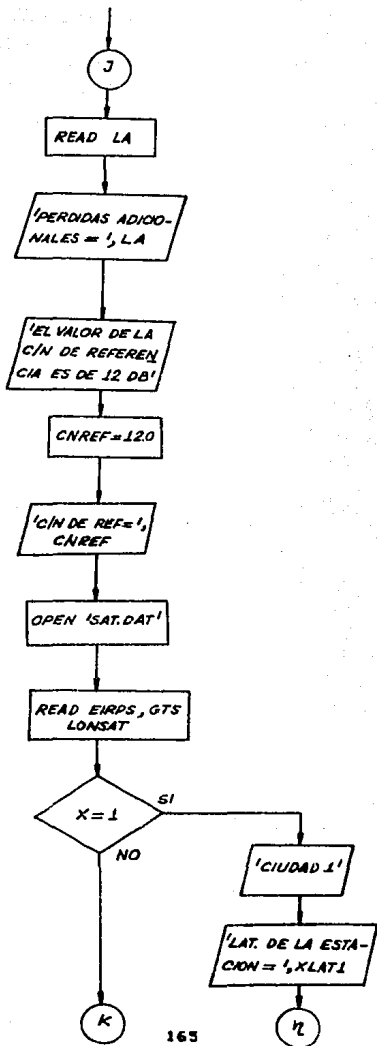 J
READ LA
'PERDIDAS ADICIO-
NALES = ', LA
'EL VALOR DE LA
C/N DE REFEREN
CIA ES DE 12 DB'
CNREF=12.0
'C/N DE REF= ',
CNREF
OPEN 'SAT.DAT'
READ EIRPS, GTS
LONSAT
X = 1
SI
NO
'CIUDAD 1'
'LAT. DE LA ESTA-
CION = ', XLAT1
K
η
165